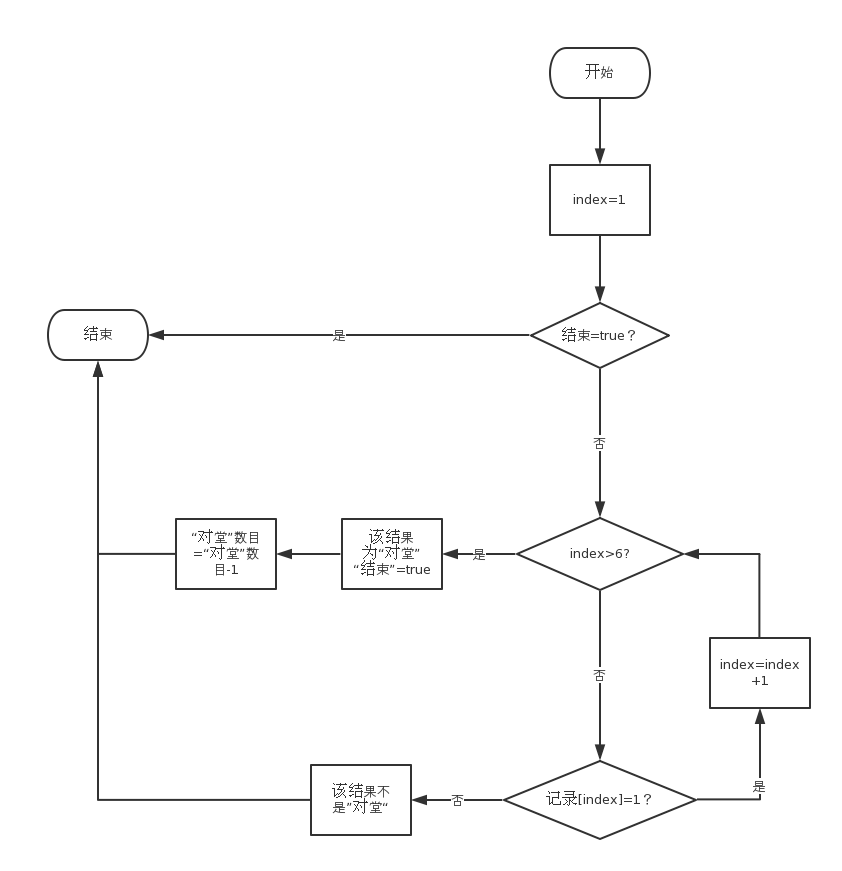 开始
index=1
结束=true？
是
结束
否
index>6?
是
该结果
为“对堂”
“结束”=true
“对堂”数目
=“对堂”数
目-1
index=index
+1
否
记录[index]=1？
是
否
该结果不
是”对堂“